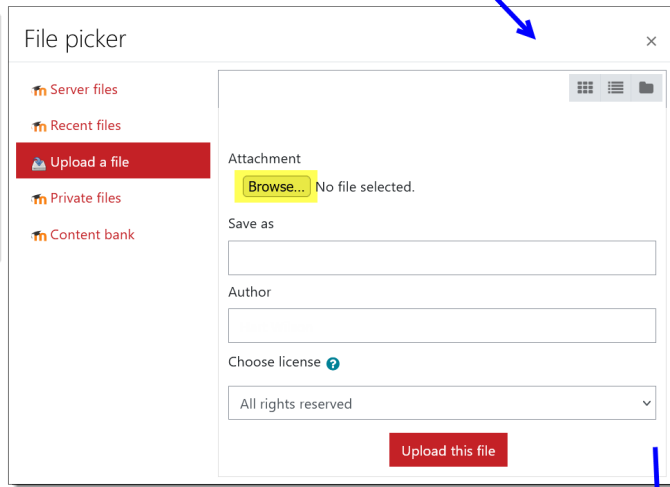 File picker
×
Server files
Recent files
Upload a file
Private files
Content bank
Attachment
Browse... No file selected.
Save as
Author
Choose license ?
All rights reserved
Upload this file